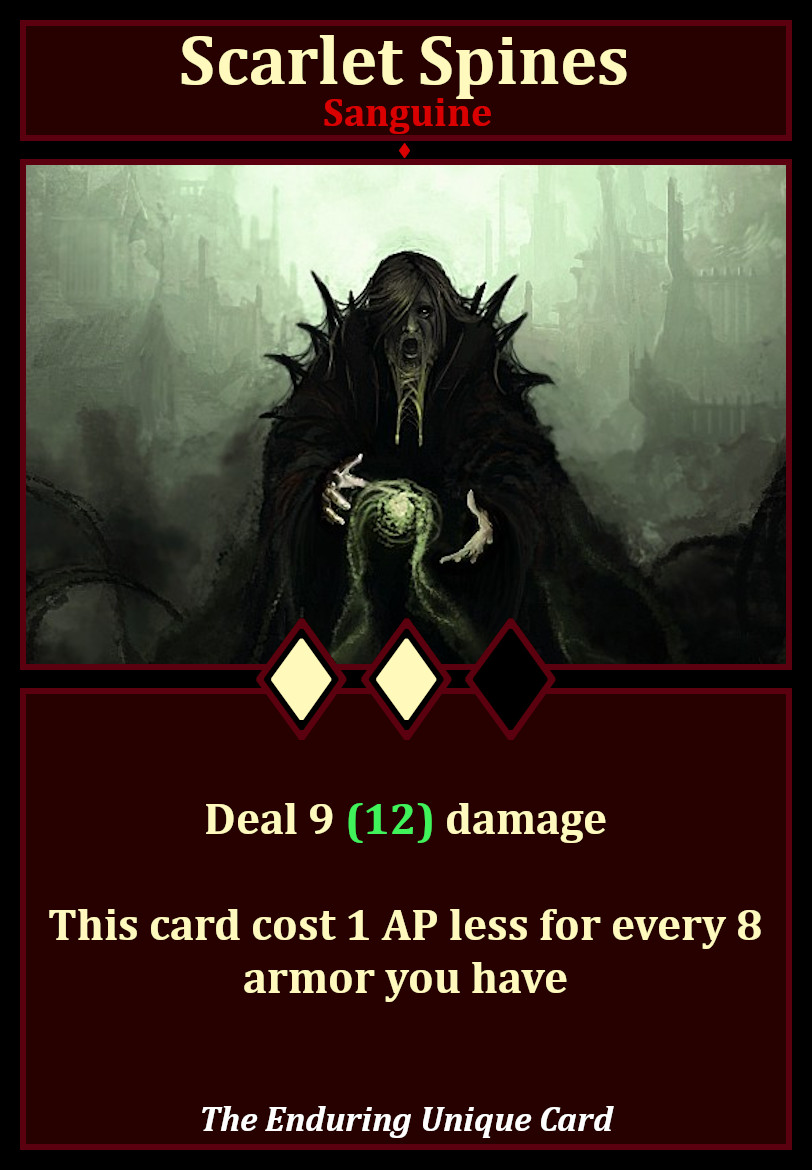 Scarlet Spines
Sanguine
Deal 9 (12) damage
This card cost 1 AP less for every 8
armor you have
The Enduring Unique Card